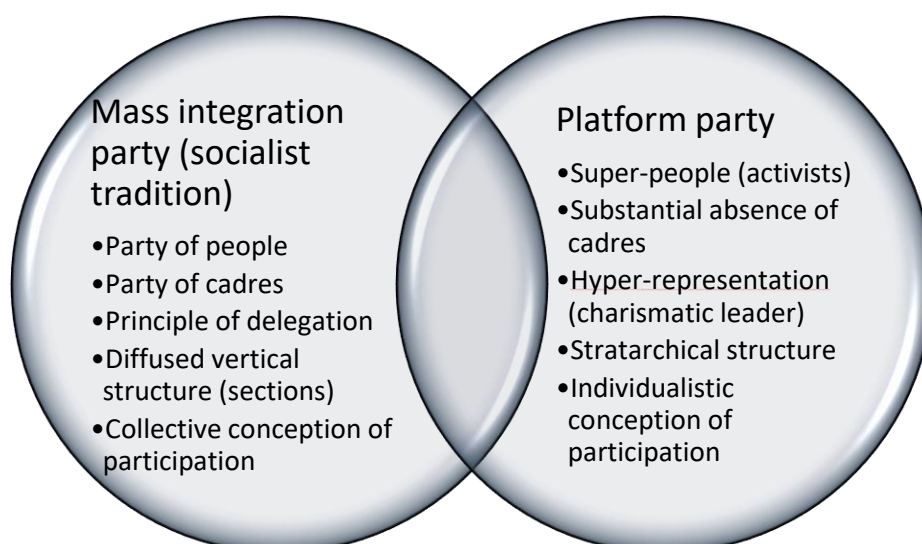 Mass integration
party (socialist
tradition)
•Party of people
•Party of cadres
•Principle of delegation
•Diffused vertical
structure (sections)
•Collective conception of
participation
Platform party
•Super-people (activists)
•Substantial absence of
cadres
•Hyper-representation
(charismatic leader)
•Stratarchical structure
•Individualistic
conception of
participation